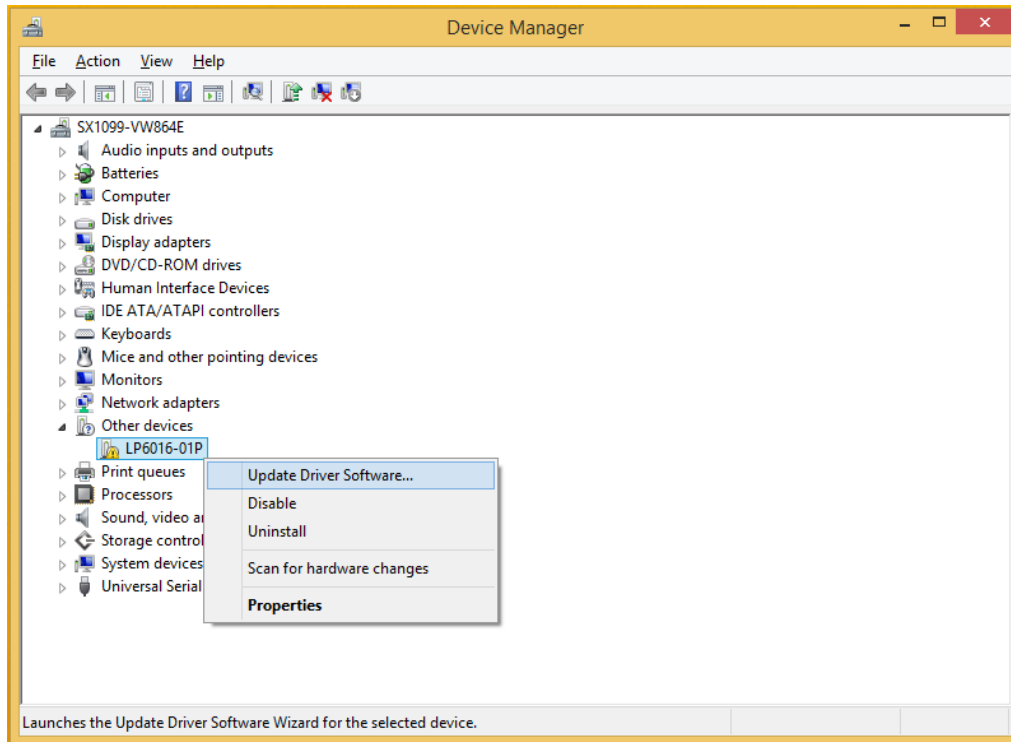 Device Manager
File Action View Help
SX1099-VW864E
Audio inputs and outputs
Batteries
Computer
Disk drives
Display adapters
DVD/CD-ROM drives
Human Interface Devices
IDE ATA/ATAPI controllers
Keyboards
Mice and other pointing devices
Monitors
Network adapters
Other devices
LP6016-01P
Print queues
Update Driver Software...
Processors
Disable
Sound, video a
Uninstall
Storage control
System devices
Scan for hardware changes
Universal Serial
Properties
Launches the Update Driver Software Wizard for the selected device.